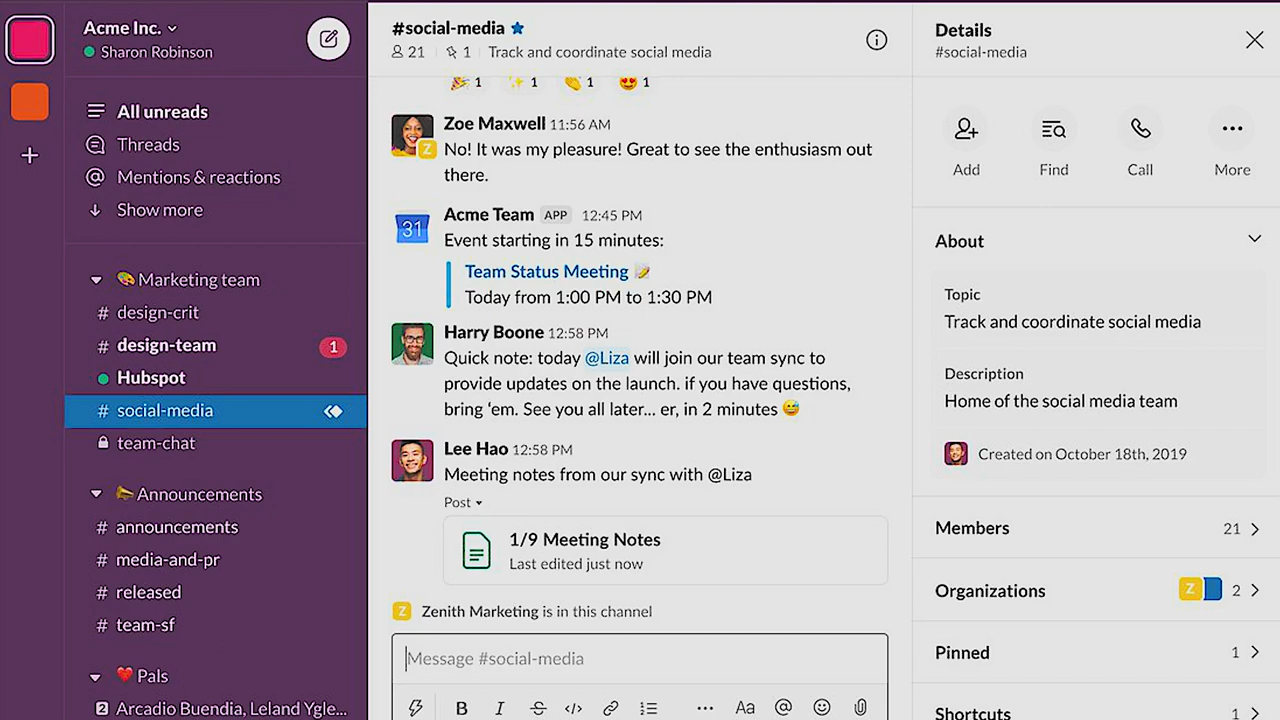 Acme Inc.
Sharon Robinson
All unreads
Threads
Mentions & reactions
Show more
Marketing team
# design-crit
# design-team 1
Hubspot
# social-media
team-chat
Announcements
# announcements
# media-and-pr
# released
# team-sf
Pals
2 Arcadio Buendia, Leland Ygle...
#social-media
21 1 Track and coordinate social media
1 1 1 1
Zoe Maxwell 11:56 AM
Z
No! It was my pleasure! Great to see the enthusiasm out
there.
Acme Team APP 12:45 PM
31
Event starting in 15 minutes:
Team Status Meeting
Today from 1:00 PM to 1:30 PM
Harry Boone 12:58 PM
Quick note: today @Liza will join our team sync to
provide updates on the launch. if you have questions,
bring ‘em. See you all later... er, in 2 minutes
Lee Hao 12:58 PM
Meeting notes from our sync with @Liza
Post
1/9 Meeting Notes
Last edited just now
Z Zenith Marketing is in this channel
Message #social-media
B I S </> Aa @
Details
#social-media
Add Find Call More
About
Topic
Track and coordinate social media
Description
Home of the social media team
Created on October 18th, 2019
Members 21
Organizations Z 2
Pinned 1
Shortcuts 1